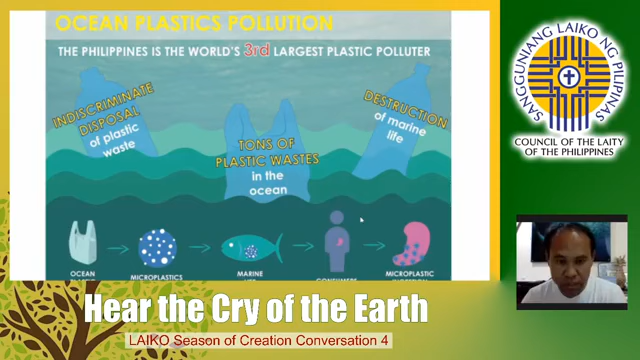 OCEAN PLASTICS POLLUTION
THE PHILIPPINES IS THE WORLD'S 3rd LARGEST PLASTIC POLLUTER
INDISCRIMINATE
DISPOSAL
of plastic
waste
TONS OF
PLASTIC WASTES
in the
ocean
DESTRUCTION
of marine
life
OCEAN
MICROPLASTICS
MARINE
CONSUMERS
MICROPLASTIC
SANGGUNIANG LAIKO NG PILIPINAS
COUNCIL OF THE LAITY
OF THE PHILIPPINES
Hear the Cry of the Earth
LAIKO Season of Creation Conversation 4